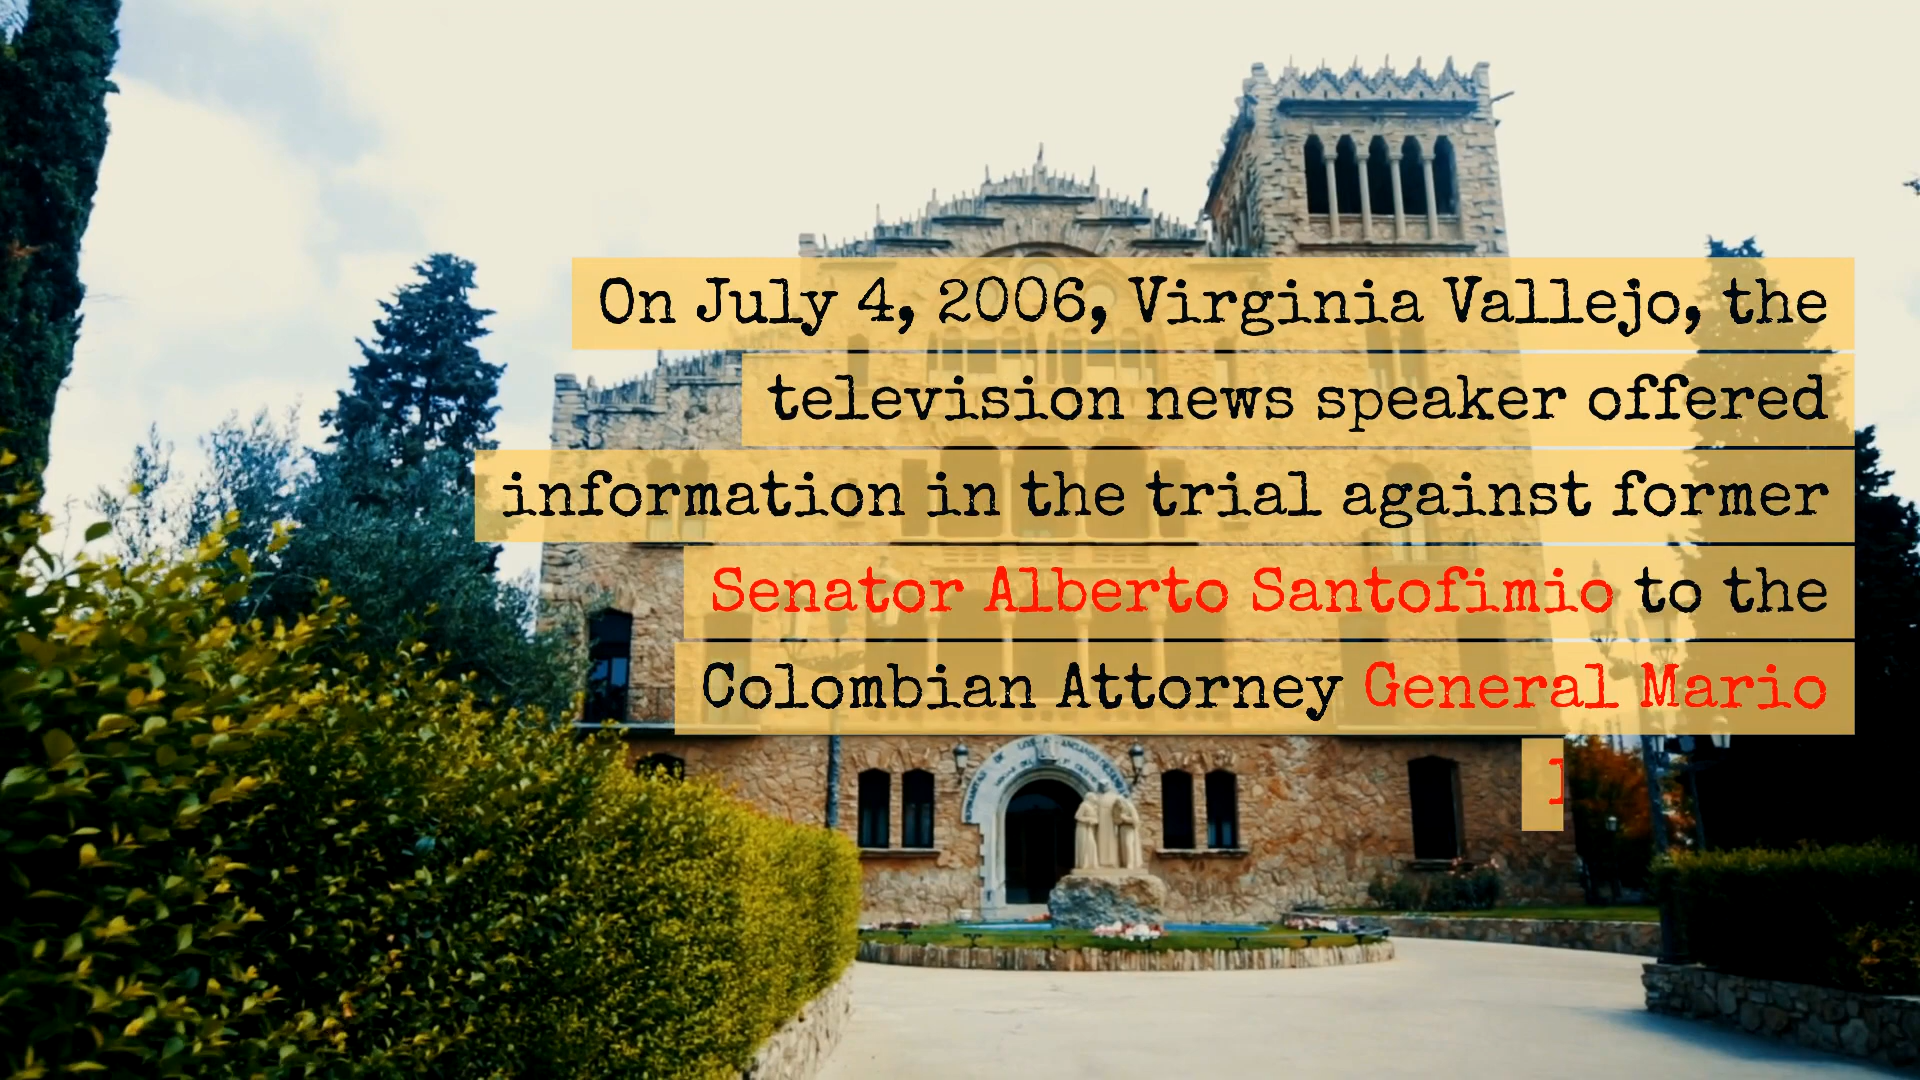 On July 4, 2006, Virginia Vallejo, the
television news speaker offered
information in the trial against former
Senator Alberto Santofimio to the
Colombian Attorney General Mario